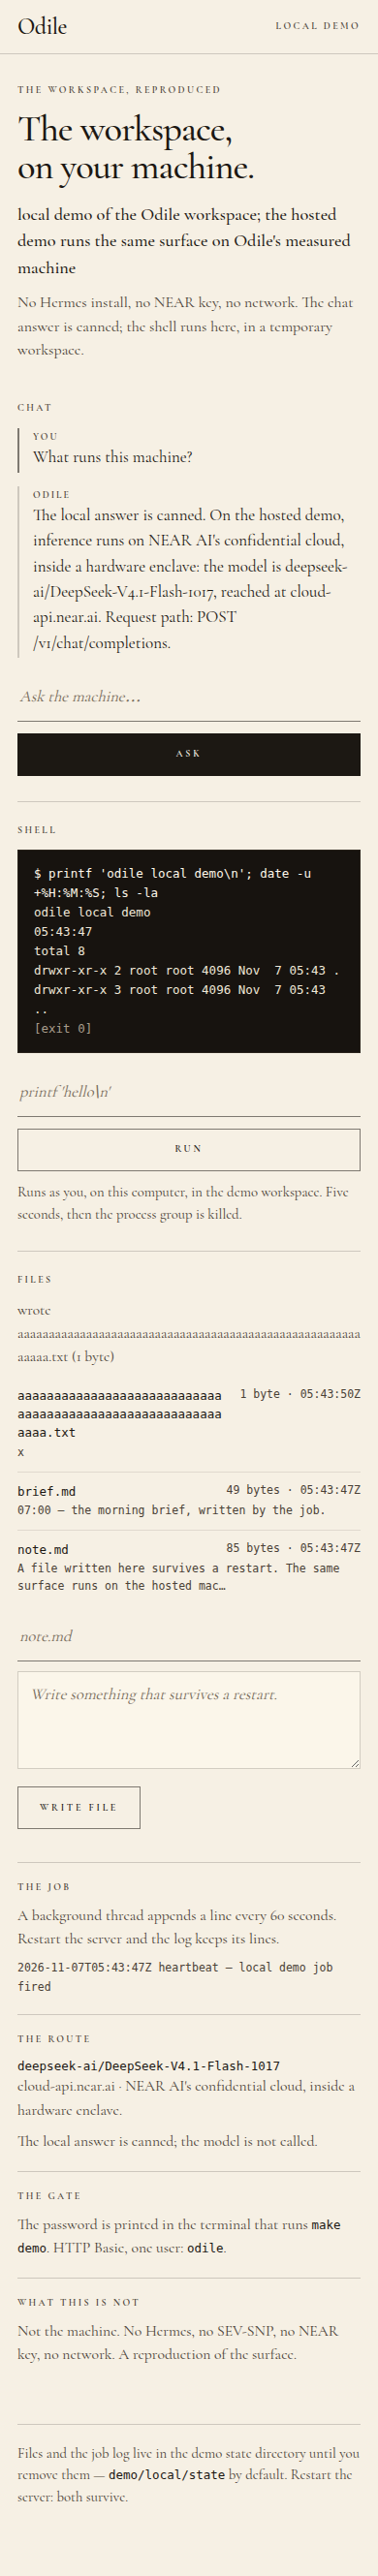 Odile
LOCAL DEMO
THE WORKSPACE, REPRODUCED
The workspace,
on your machine.
local demo of the Odile workspace; the hosted
demo runs the same surface on Odile's measured
machine
No Hermes install, no NEAR key, no network. The chat
answer is canned; the shell runs here, in a temporary
workspace.
CHAT
YOU
What runs this machine?
ODILE
The local answer is canned. On the hosted demo,
inference runs on NEAR AI's confidential cloud,
inside a hardware enclave: the model is deepseek-
ai/DeepSeek-V4.1-Flash-1017, reached at cloud-
api.near.ai. Request path: POST
/v1/chat/completions.
Ask the machine...
ASK
SHELL
$ printf 'odile local demo\n'; date -u
+%H:%M:%S; ls -la
odile local demo
05:43:47
total 8
drwxr-xr-x 2 root root 4096 Nov  7 05:43 .
drwxr-xr-x 3 root root 4096 Nov  7 05:43
..
[exit 0]
printf 'hello\n'
RUN
Runs as you, on this computer, in the demo workspace. Five
seconds, then the process group is killed.
FILES
wrote
aaaaaaaaaaaaaaaaaaaaaaaaaaaaaaaaaaaaaaaaaaaaaaaaaaaaaaa
aaaaa.txt (1 byte)
aaaaaaaaaaaaaaaaaaaaaaaaaaaa
aaaaaaaaaaaaaaaaaaaaaaaaaaaa
aaaa.txt
1 byte · 05:43:50Z
x
brief.md
49 bytes · 05:43:47Z
07:00 — the morning brief, written by the job.
note.md
85 bytes · 05:43:47Z
A file written here survives a restart. The same
surface runs on the hosted mac…
note.md
Write something that survives a restart.
WRITE FILE
THE JOB
A background thread appends a line every 60 seconds.
Restart the server and the log keeps its lines.
2026-11-07T05:43:47Z heartbeat — local demo job
fired
THE ROUTE
deepseek-ai/DeepSeek-V4.1-Flash-1017
cloud-api.near.ai · NEAR AI's confidential cloud, inside a
hardware enclave.
The local answer is canned; the model is not called.
THE GATE
The password is printed in the terminal that runs make
demo. HTTP Basic, one user: odile.
WHAT THIS IS NOT
Not the machine. No Hermes, no SEV-SNP, no NEAR
key, no network. A reproduction of the surface.
Files and the job log live in the demo state directory until you
remove them — demo/local/state by default. Restart the
server: both survive.